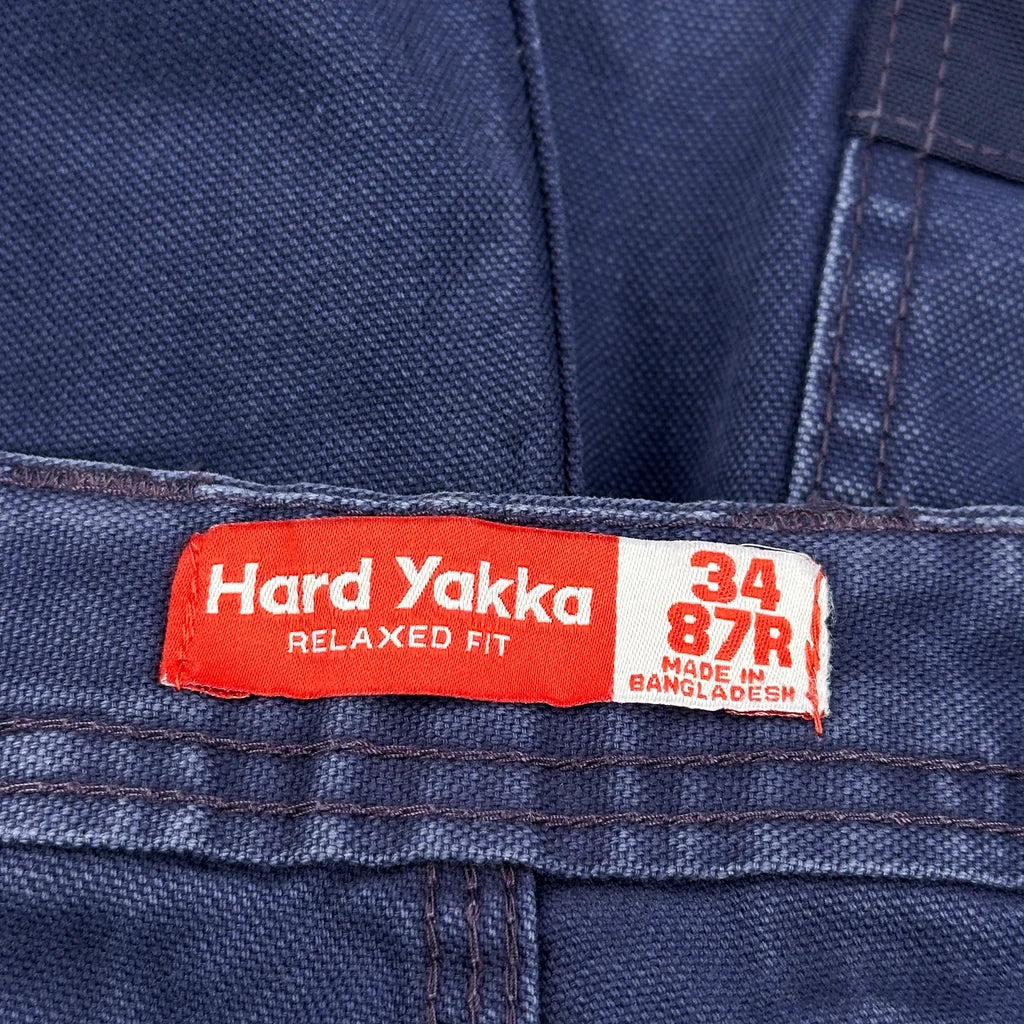 Hard Yakka
RELAXED FIT
34
87R
MADE IN
BANGLADESH